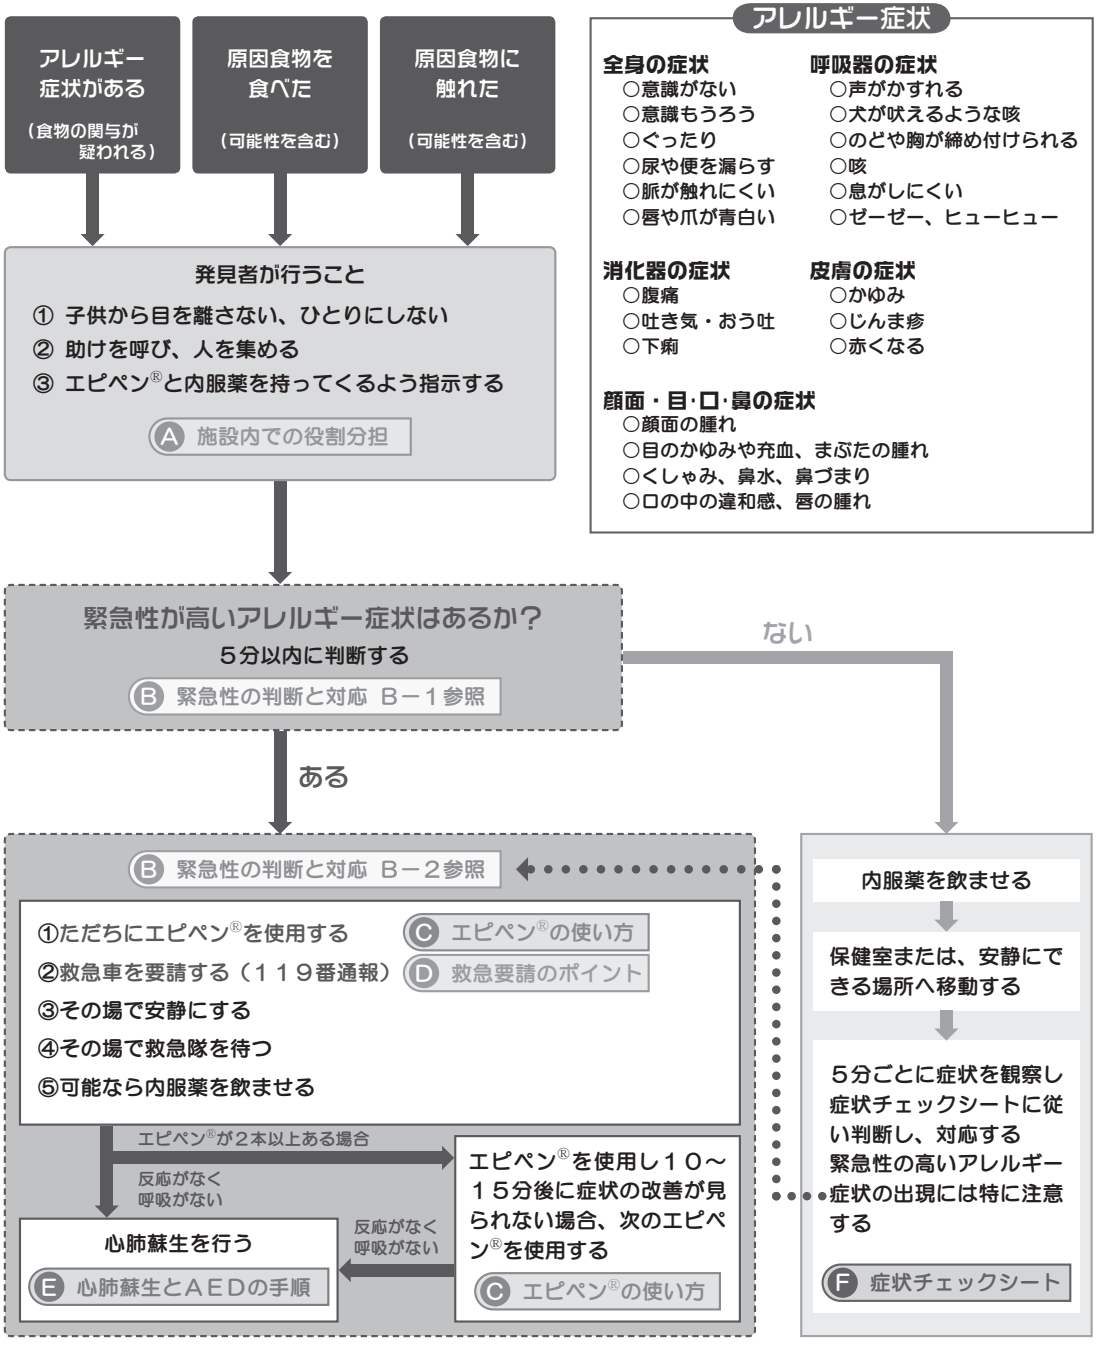 アレルギー
症状がある
(食物の関与が
疑われる)
原因食物を
食べた
(可能性を含む)
原因食物に
触れた
(可能性を含む)
アレルギー症状
全身の症状
○意識がない
○意識もうろう
○ぐったり
○尿や便を漏らす
○脈が触れにくい
○唇や爪が青白い
呼吸器の症状
○声がかすれる
○犬が吠えるような咳
○のどや胸が締め付けられる
○咳
○息がしにくい
○ゼーゼー、ヒューヒュー
消化器の症状
○腹痛
○吐き気・おう吐
○下痢
皮膚の症状
○かゆみ
○じんま疹
○赤くなる
顔面・目・口・鼻の症状
○顔面の腫れ
○目のかゆみや充血、まぶたの腫れ
○くしゃみ、鼻水、鼻づまり
○口の中の違和感、唇の腫れ
発見者が行うこと
① 子供から目を離さない、ひとりにしない
② 助けを呼び、人を集める
③ エピペン®と内服薬を持ってくるよう指示する
A 施設内での役割分担
緊急性が高いアレルギー症状はあるか？
５分以内に判断する
B 緊急性の判断と対応 Ｂ－１参照
ない
ある
B 緊急性の判断と対応 Ｂ－２参照
①ただちにエピペン®を使用する
C エピペン®の使い方
②救急車を要請する（１１９番通報）
D 救急要請のポイント
③その場で安静にする
④その場で救急隊を待つ
⑤可能なら内服薬を飲ませる
エピペン®が２本以上ある場合
反応がなく
呼吸がない
エピペン®を使用し１０～
１５分後に症状の改善が見
られない場合、次のエピペ
ン®を使用する
C エピペン®の使い方
反応がなく
呼吸がない
心肺蘇生を行う
E 心肺蘇生とＡＥＤの手順
内服薬を飲ませる
保健室または、安静にで
きる場所へ移動する
５分ごとに症状を観察し
症状チェックシートに従
い判断し、対応する
緊急性の高いアレルギー
症状の出現には特に注意
する
F 症状チェックシート